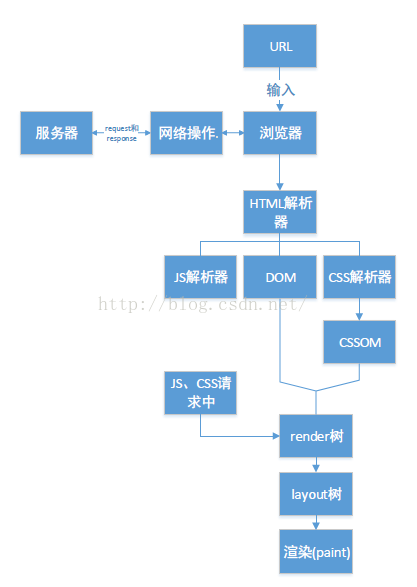 URL
输入
服务器
request和
response
网络操作.
浏览器
HTML解析
器
JS解析器
DOM
CSS解析器
http://blog.csdn.net/
CSSOM
JS、CSS请
求中
render树
layout树
渲染(paint)